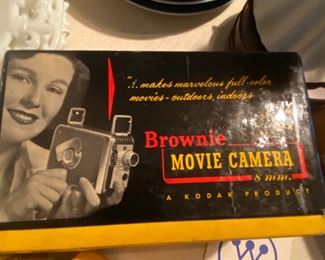 "... makes marvelous full-color
movies - outdoors, indoors
Brownie
MOVIE CAMERA
8 mm.
A KODAK PRODUCT
W